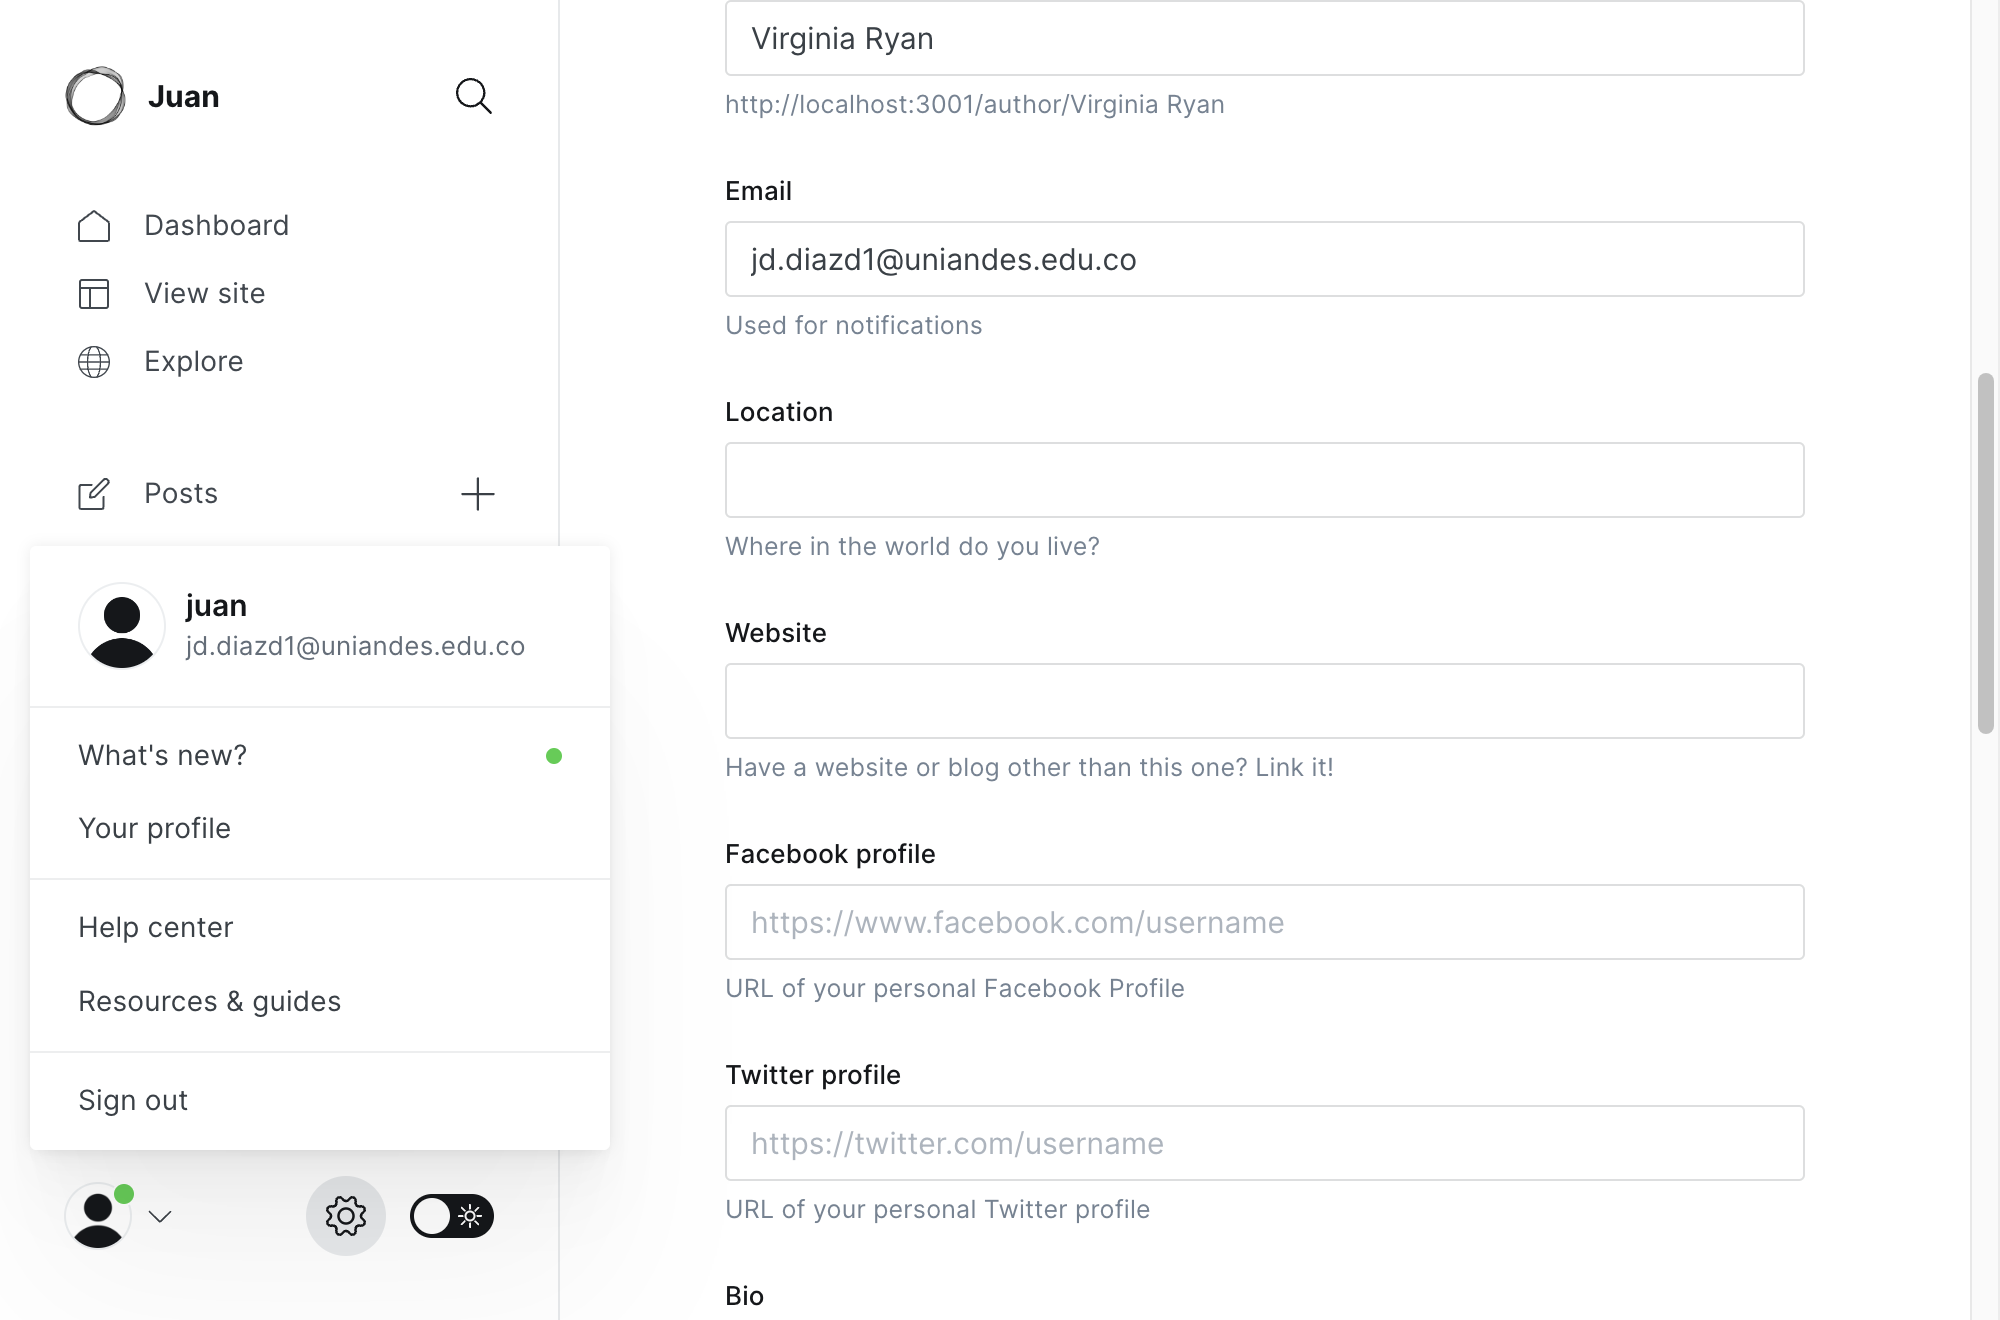 Juan
Dashboard
View site
Explore
Posts
juan
jd.diazd1@uniandes.edu.co
What's new?
Your profile
Help center
Resources & guides
Sign out
Virginia Ryan
http://localhost:3001/author/Virginia Ryan
Email
jd.diazd1@uniandes.edu.co
Used for notifications
Location
Where in the world do you live?
Website
Have a website or blog other than this one? Link it!
Facebook profile
https://www.facebook.com/username
URL of your personal Facebook Profile
Twitter profile
https://twitter.com/username
URL of your personal Twitter profile
Bio